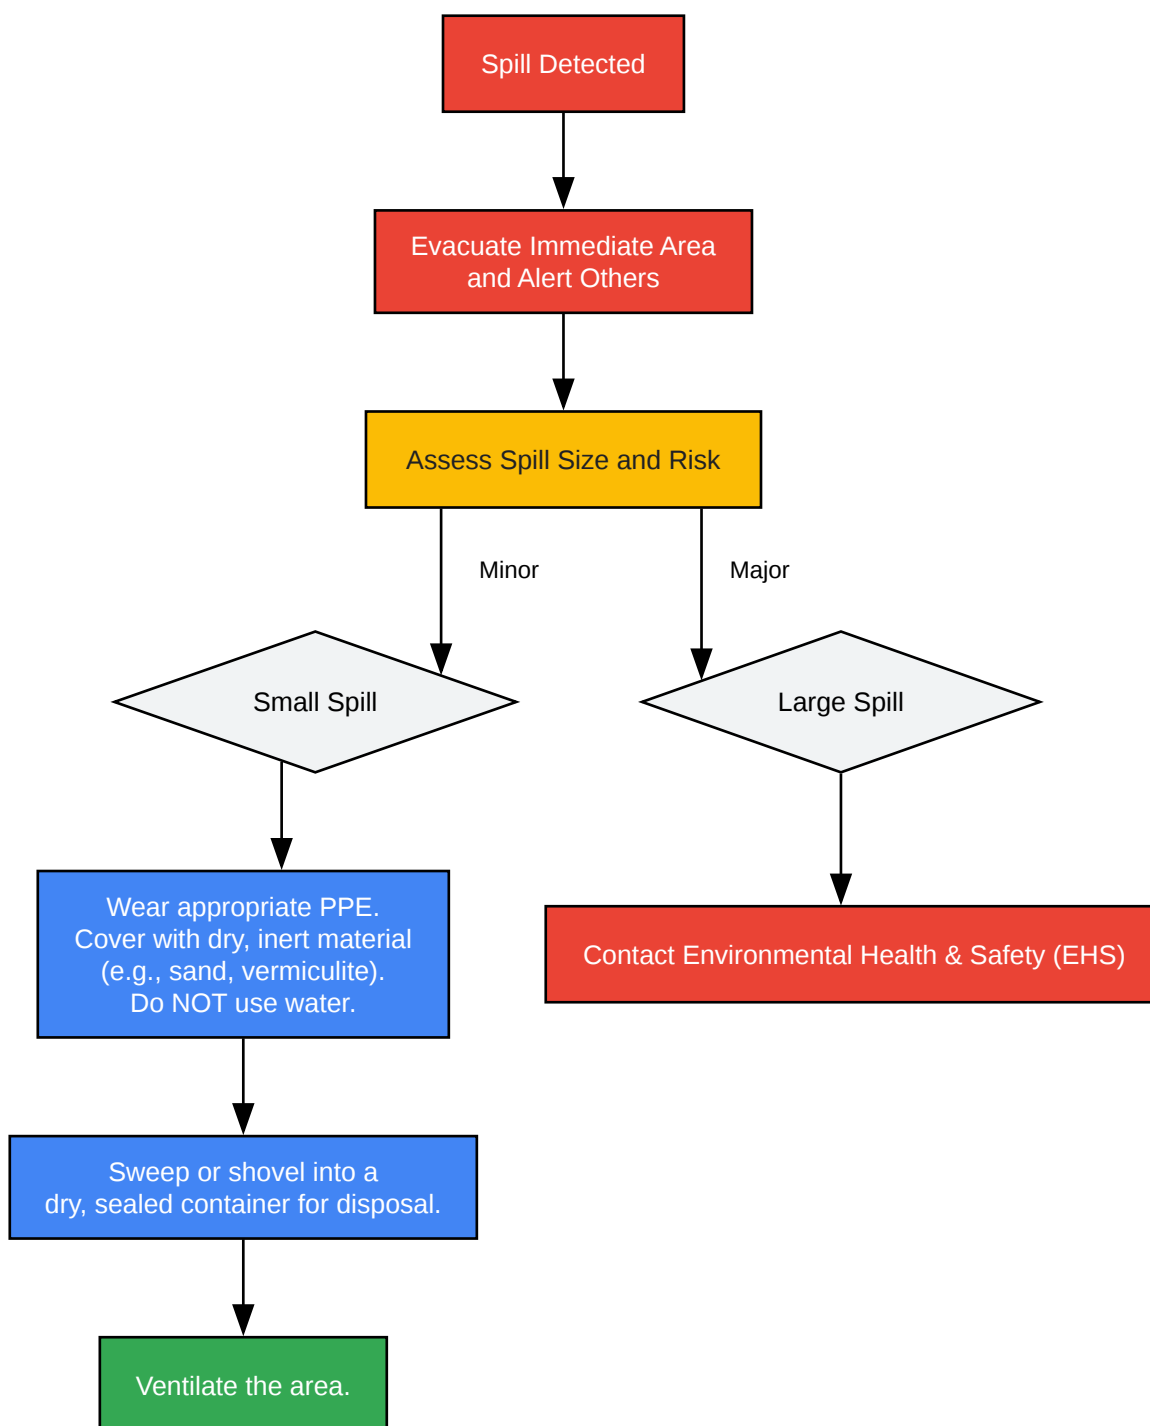 Spill Detected
Evacuate Immediate Area
and Alert Others
Assess Spill Size and Risk
Minor
Major
Small Spill
Large Spill
Wear appropriate PPE.
Cover with dry, inert material
(e.g., sand, vermiculite).
Do NOT use water.
Contact Environmental Health & Safety (EHS)
Sweep or shovel into a
dry, sealed container for disposal.
Ventilate the area.